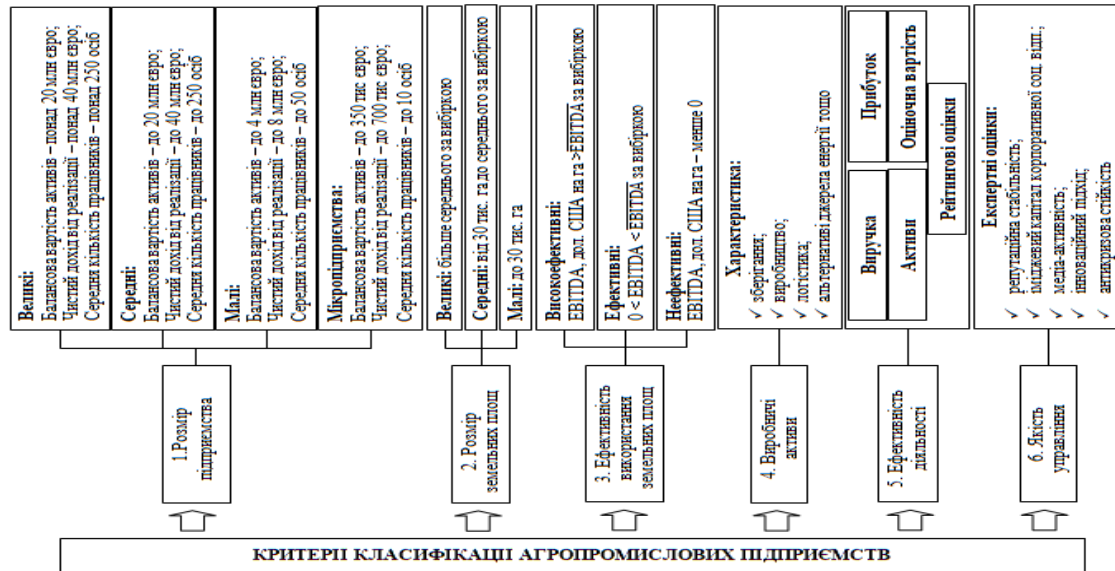 КРИТЕРІЇ КЛАСИФІКАЦІЇ АГРОПРОМИСЛОВИХ ПІДПРИЄМСТВ
1.Розмір
підприємства
Великі:
Балансова вартість активів – понад 20 млн євро;
Чистий дохід від реалізації – понад 40 млн євро;
Середня кількість працівників – понад 250 осіб
Середні:
Балансова вартість активів – до 20 млн євро;
Чистий дохід від реалізації – до 40 млн євро;
Середня кількість працівників – до 250 осіб
Малі:
Балансова вартість активів – до 4 млн євро;
Чистий дохід від реалізації – до 8 млн євро;
Середня кількість працівників – до 50 осіб
Мікропідприємства:
Балансова вартість активів – до 350 тис євро;
Чистий дохід від реалізації – до 700 тис євро;
Середня кількість працівників – до 10 осіб
2. Розмір
земельних площ
Великі: більше середнього за вибіркою
Середні: від 30 тис. га до середнього за вибіркою
Малі: до 30 тис. га
3. Ефективність
використання
земельних площ
Високоефективні:
EBITDA, дол. США на га >EBITDA за вибіркою
Ефективні:
0 < EBITDA < EBITDA за вибіркою
Неефективні:
EBITDA, дол. США на га – менше 0
4. Виробничі
активи
Характеристика:
✓ зберігання;
✓ виробництво;
✓ логістика;
✓ альтернативі джерела енергії тощо
5. Ефективність
діяльності
Виручка
Прибуток
Активи
Оціночна вартість
Рейтингові оцінки
6. Якість
управління
Експертні оцінки:
✓ репутаційна стабільність;
✓ іміджевий капітал корпоративної соц. відп.;
✓ медіа-активність;
✓ інноваційний підхід;
✓ антикризова стійкість